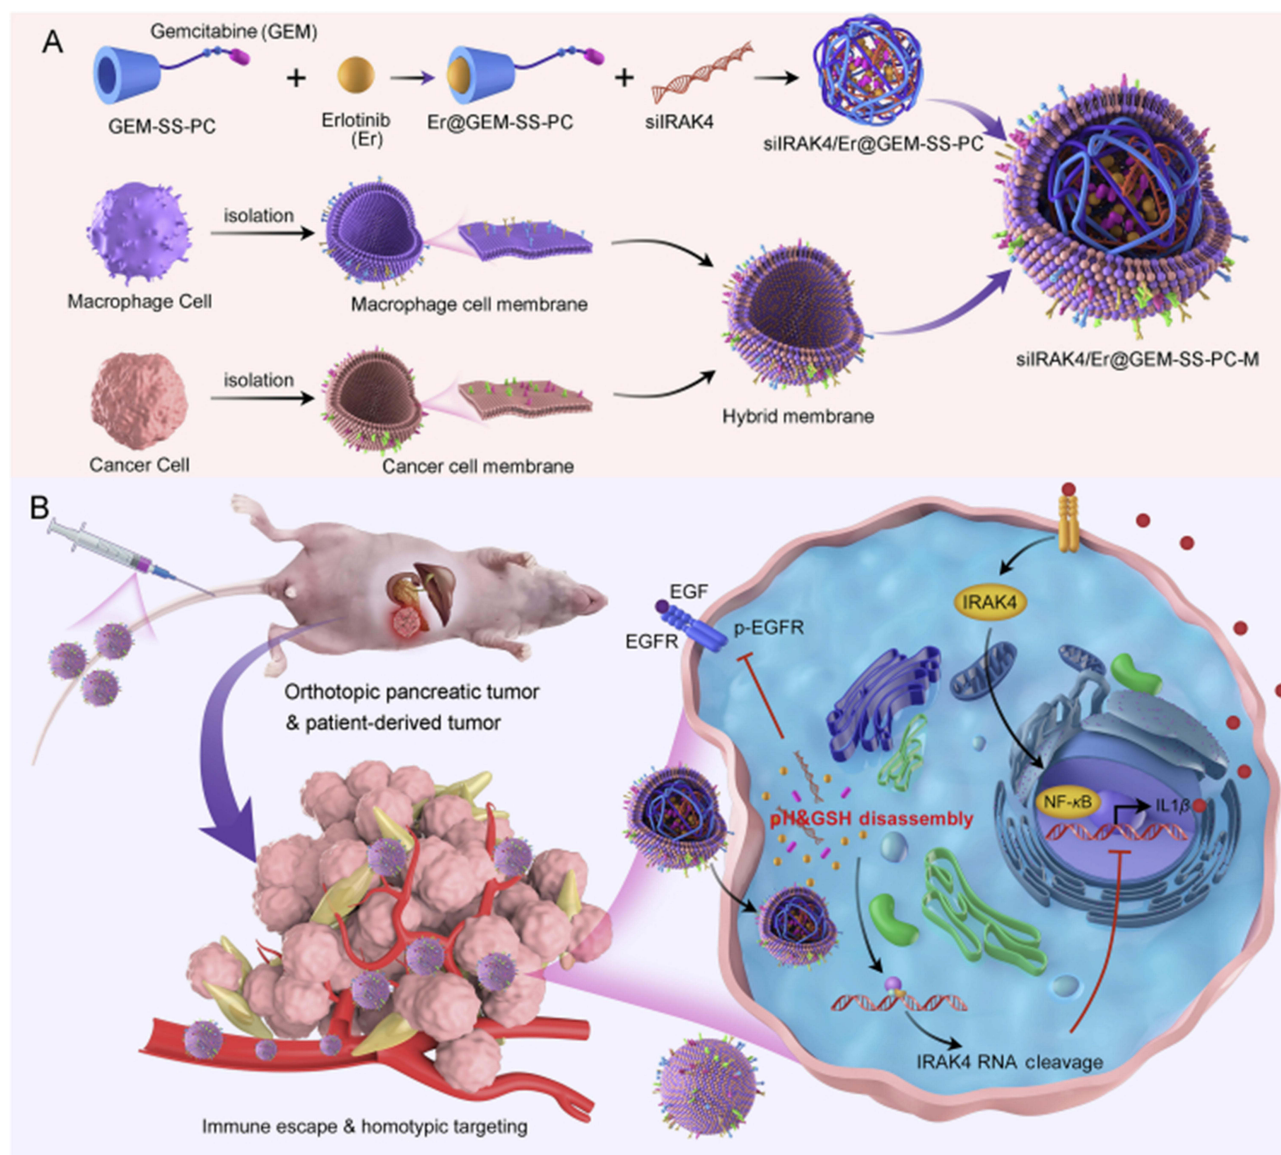 A
Gemcitabine (GEM)
GEM-SS-PC
Erlotinib
(Er)
Er@GEM-SS-PC
siIRAK4
siIRAK4/Er@GEM-SS-PC
isolation
Macrophage Cell
Macrophage cell membrane
siIRAK4/Er@GEM-SS-PC-M
isolation
Hybrid membrane
Cancer Cell
Cancer cell membrane
B
EGF
EGFR
p-EGFR
IRAK4
Orthotopic pancreatic tumor
& patient-derived tumor
NF-κB
IL1β
pH&GSH disassembly
IRAK4 RNA cleavage
Immune escape & homotypic targeting